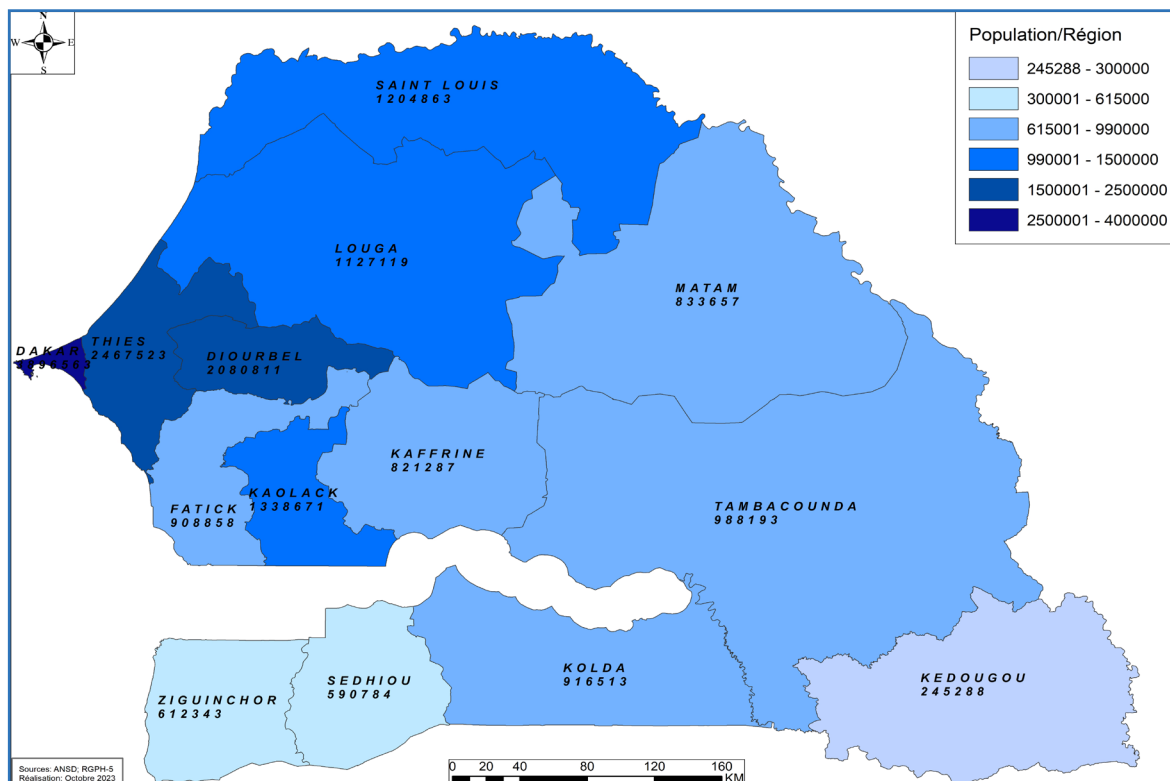 N
W E
S
Population/Région
245288 - 300000
300001 - 615000
615001 - 990000
990001 - 1500000
1500001 - 2500000
2500001 - 4000000
SAINT LOUIS
1204863
LOUGA
1127119
MATAM
833657
DAKAR
THIES
2467523
DIOURBEL
2080811
KAFFRINE
821287
KAOLACK
1338671
FATICK
908858
TAMBACOUNDA
988193
KOLDA
916513
SEDHIOU
590784
ZIGUINCHOR
612343
KEDOUGOU
245288
Sources: ANSD; RGPH-5
Réalisation: Octobre 2023
0 20 40 80 120 160
KM